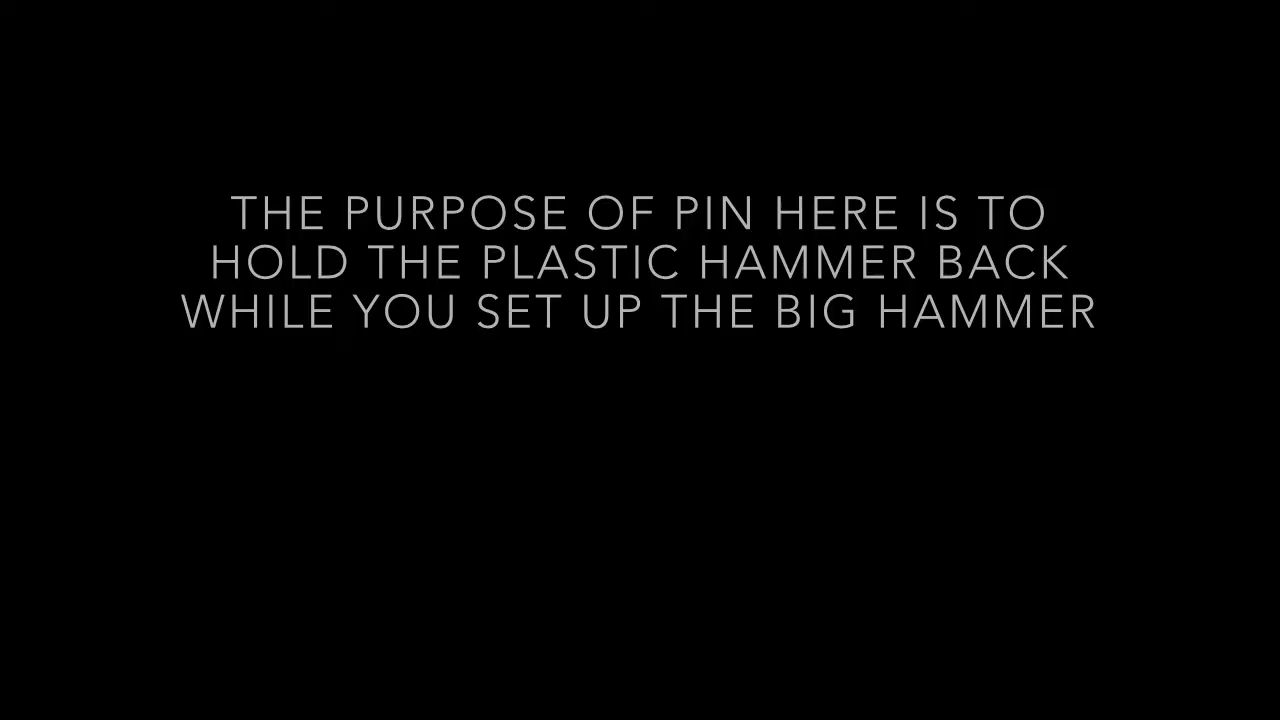 THE PURPOSE OF PIN HERE IS TO
HOLD THE PLASTIC HAMMER BACK
WHILE YOU SET UP THE BIG HAMMER